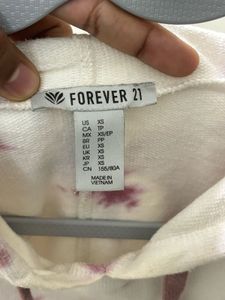 FOREVER 21
US XS
CA TP
MX XS/EP
BR PP
EU XS
UK XS
KR XS
JP XS
CN 155/80A
MADE IN
VIETNAM